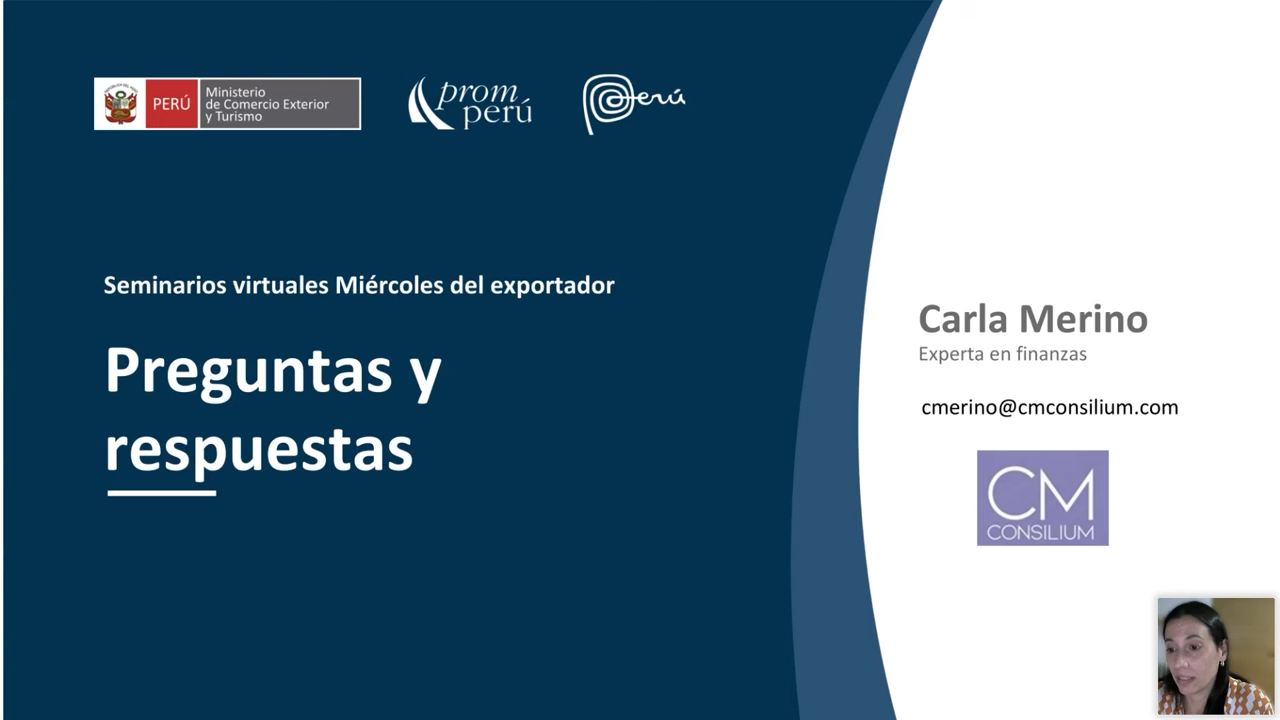 PERÚ
Ministerio
de Comercio Exterior
y Turismo
prom
perú
Perú
Seminarios virtuales Miércoles del exportador
Preguntas y
respuestas
Carla Merino
Experta en finanzas
cmerino@cmconsilium.com
CM
CONSILIUM